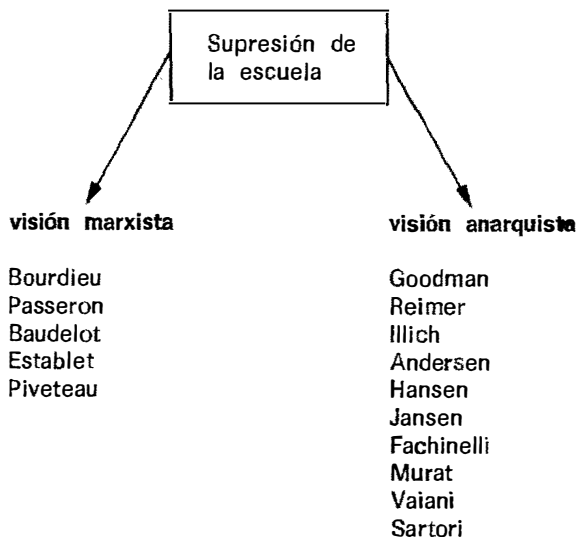 Supresión de
la escuela
visión marxista
Bourdieu
Passeron
Baudelot
Establet
Piveteau
visión anarquista
Goodman
Reimer
Illich
Andersen
Hansen
Jansen
Fachinelli
Murat
Vaiani
Sartori